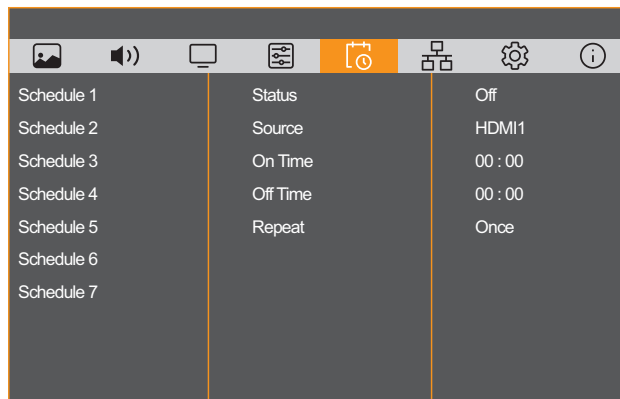 Schedule 1 Status Off
Schedule 2 Source HDMI1
Schedule 3 On Time 00 : 00
Schedule 4 Off Time 00 : 00
Schedule 5 Repeat Once
Schedule 6
Schedule 7